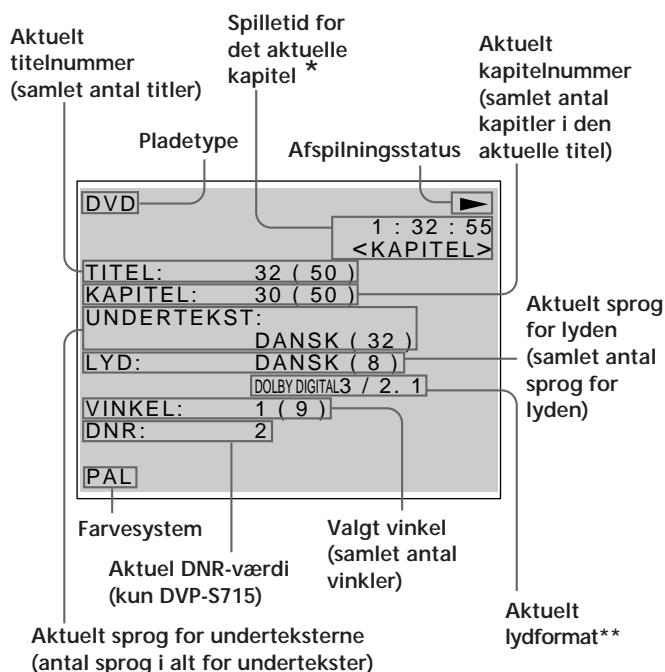 Aktuelt
titelnummer
(samlet antal titler)
Spilletid for
det aktuelle
kapitel *
Aktuelt
kapitelnummer
(samlet antal
kapitler i den
aktuelle titel)
Pladetype
Afspilningsstatus
DVD
1 : 32 : 55
<KAPITEL>
TITEL: 32 ( 50 )
KAPITEL: 30 ( 50 )
UNDERTEKST:
DANSK ( 32 )
LYD: DANSK ( 8 )
DOLBY DIGITAL 3 / 2. 1
VINKEL: 1 ( 9 )
DNR: 2
PAL
Aktuelt sprog
for lyden
(samlet antal
sprog for
lyden)
Farvesystem
Aktuel DNR-værdi
(kun DVP-S715)
Valgt vinkel
(samlet antal
vinkler)
Aktuelt
lydformat**
Aktuelt sprog for underteksterne
(antal sprog i alt for undertekster)